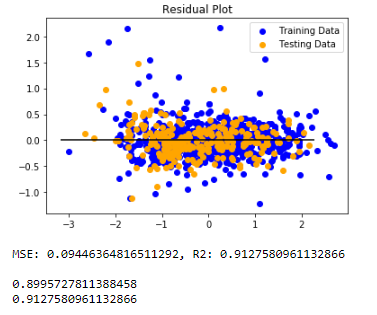 Residual Plot
Training Data
Testing Data
2.0
1.5
1.0
0.5
0.0
−0.5
−1.0
−3 −2 −1 0 1 2
MSE: 0.09446364816511292, R2: 0.9127580961132866
0.8995727811388458
0.9127580961132866